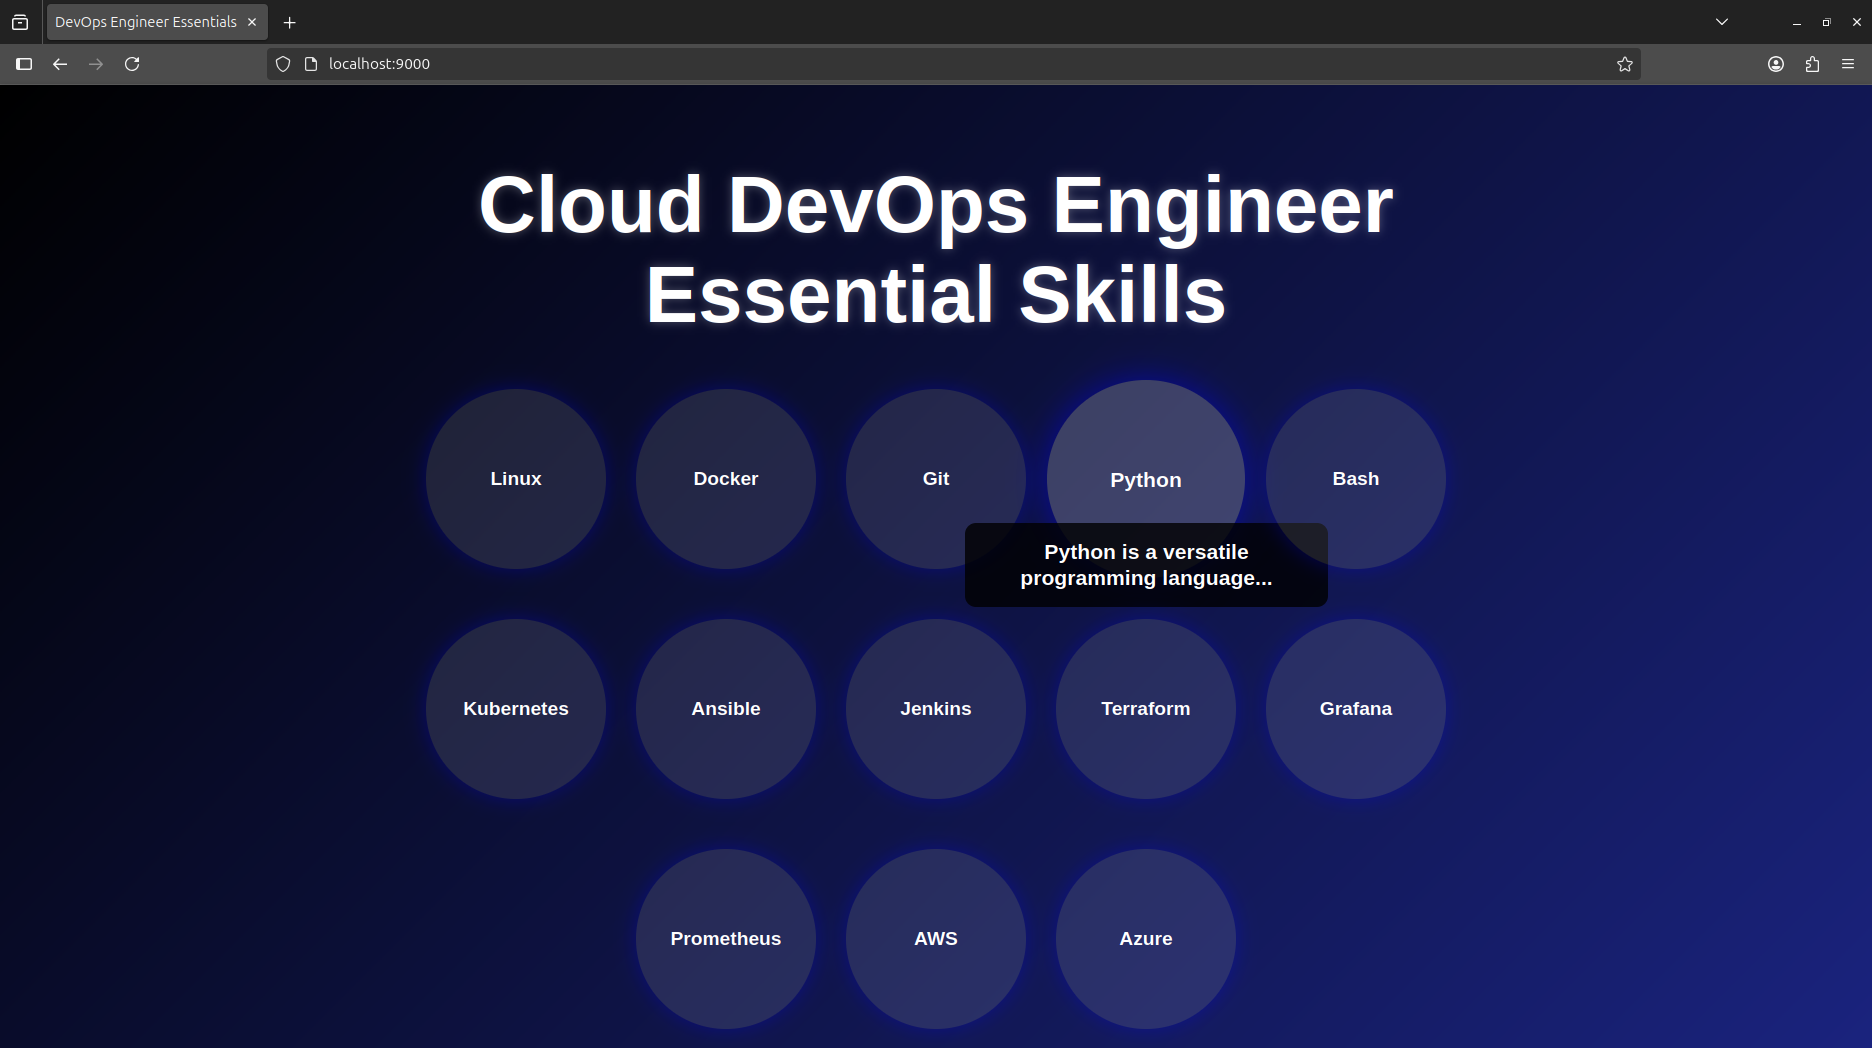 DevOps Engineer Essentials
localhost:9000
Cloud DevOps Engineer
Essential Skills
Linux
Docker
Git
Python
Bash
Python is a versatile
programming language...
Kubernetes
Ansible
Jenkins
Terraform
Grafana
Prometheus
AWS
Azure